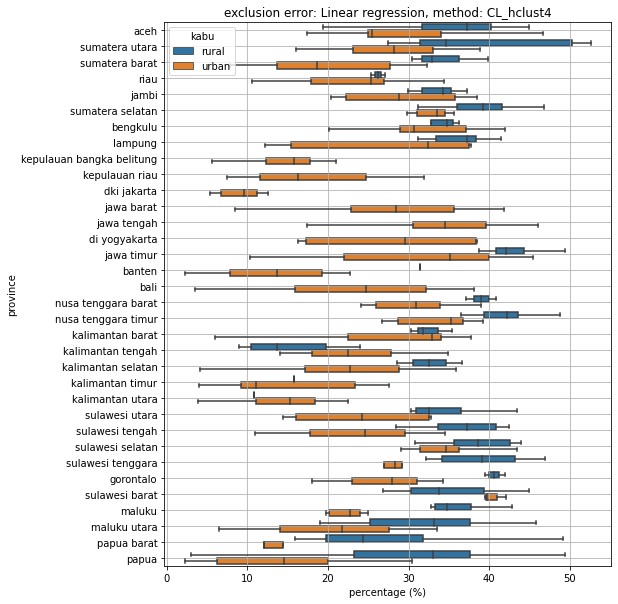 exclusion error: Linear regression, method: CL_hclust4
kabu
rural
urban
province
aceh
sumatera utara
sumatera barat
riau
jambi
sumatera selatan
bengkulu
lampung
kepulauan bangka belitung
kepulauan riau
dki jakarta
jawa barat
jawa tengah
di yogyakarta
jawa timur
banten
bali
nusa tenggara barat
nusa tenggara timur
kalimantan barat
kalimantan tengah
kalimantan selatan
kalimantan timur
kalimantan utara
sulawesi utara
sulawesi tengah
sulawesi selatan
sulawesi tenggara
gorontalo
sulawesi barat
maluku
maluku utara
papua barat
papua
0 10 20 30 40 50
percentage (%)